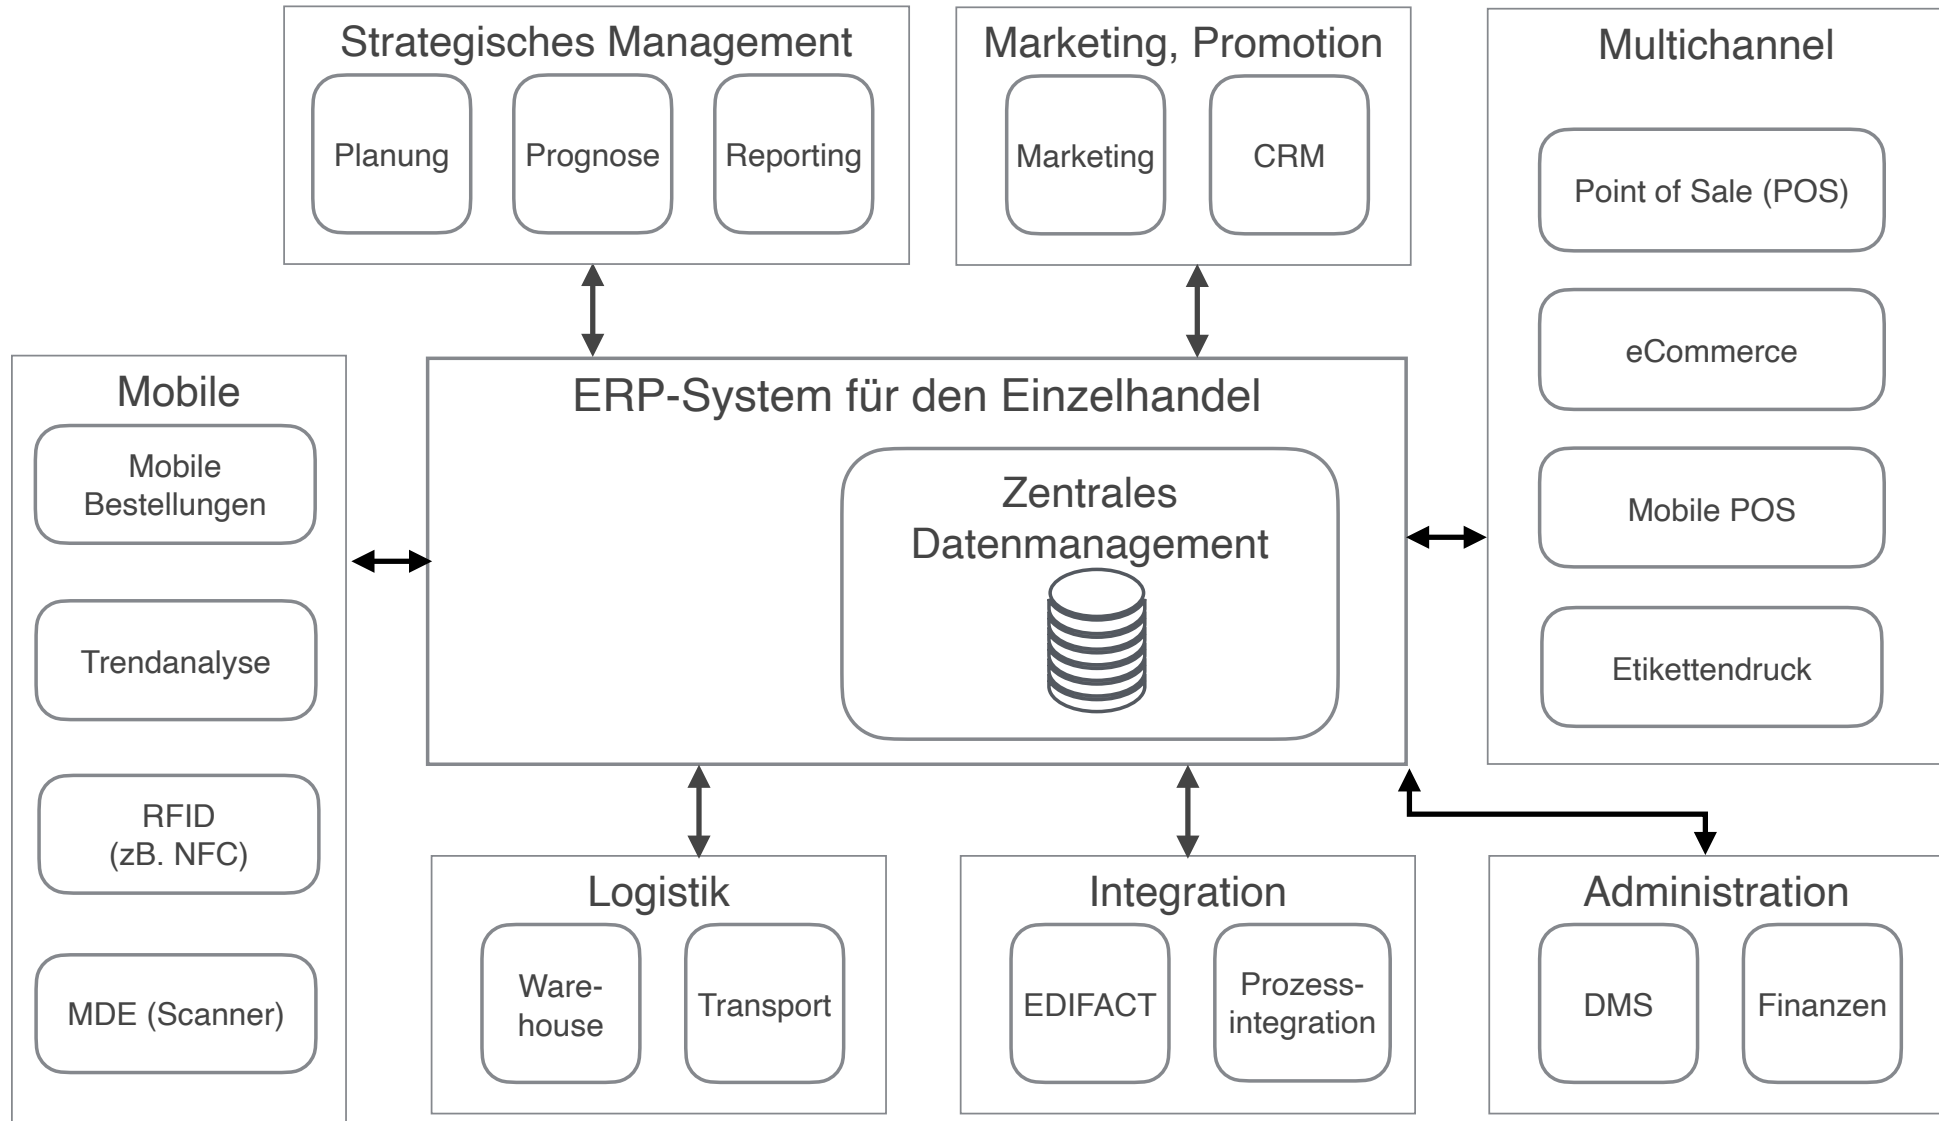 Strategisches Management
Planung
Prognose
Reporting
Marketing, Promotion
Marketing
CRM
Multichannel
Point of Sale (POS)
eCommerce
Mobile POS
Etikettendruck
Mobile
Mobile
Bestellungen
Trendanalyse
RFID
(zB. NFC)
MDE (Scanner)
ERP-System für den Einzelhandel
Zentrales
Datenmanagement
Logistik
Ware-
house
Transport
Integration
EDIFACT
Prozess-
integration
Administration
DMS
Finanzen